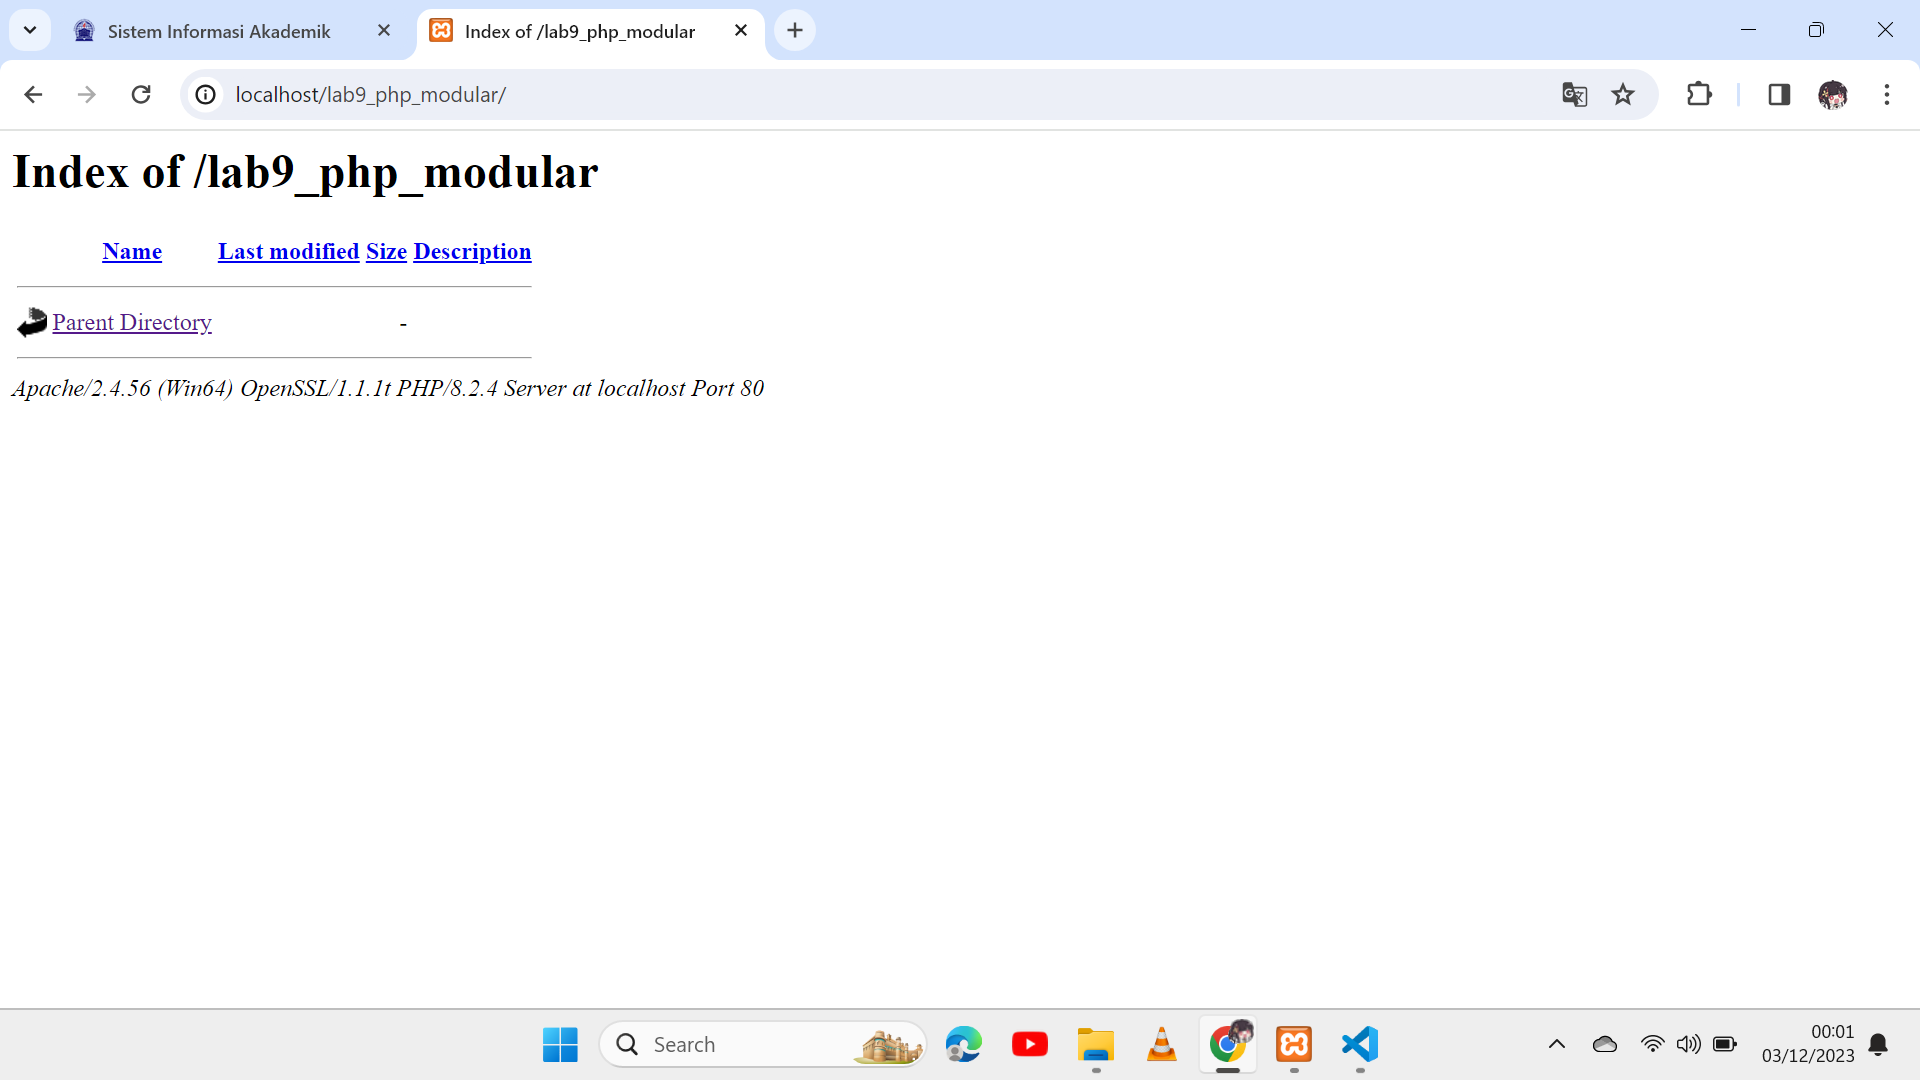 Sistem Informasi Akademik
Index of /lab9_php_modular
localhost/lab9_php_modular/
Index of /lab9_php_modular
Name Last modified Size Description
Parent Directory -
Apache/2.4.56 (Win64) OpenSSL/1.1.1t PHP/8.2.4 Server at localhost Port 80
Search
00:01
03/12/2023